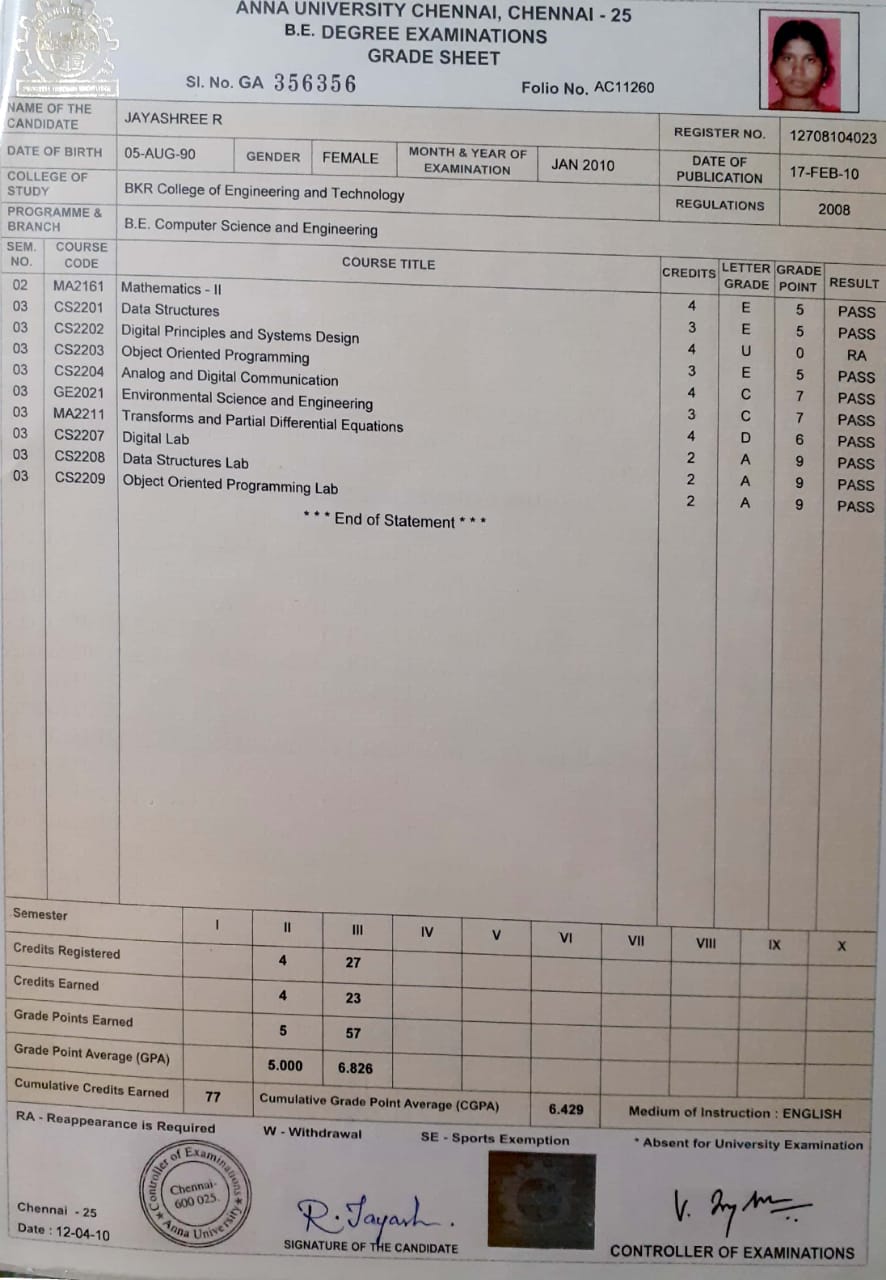 ANNA UNIVERSITY CHENNAI, CHENNAI - 25
B.E. DEGREE EXAMINATIONS
GRADE SHEET
Sl. No. GA 356356
Folio No. AC11260
NAME OF THE CANDIDATE JAYASHREE R
REGISTER NO. 12708104023
DATE OF BIRTH 05-AUG-90 GENDER FEMALE MONTH & YEAR OF EXAMINATION JAN 2010 DATE OF PUBLICATION 17-FEB-10
COLLEGE OF STUDY BKR College of Engineering and Technology
REGULATIONS 2008
PROGRAMME & BRANCH B.E. Computer Science and Engineering
SEM. NO. COURSE CODE COURSE TITLE CREDITS LETTER GRADE GRADE POINT RESULT
02 MA2161 Mathematics - II 4 E 5 PASS
03 CS2201 Data Structures 3 E 5 PASS
03 CS2202 Digital Principles and Systems Design 4 U 0 RA
03 CS2203 Object Oriented Programming 3 E 5 PASS
03 CS2204 Analog and Digital Communication 4 C 7 PASS
03 GE2021 Environmental Science and Engineering 3 C 7 PASS
03 MA2211 Transforms and Partial Differential Equations 4 D 6 PASS
03 CS2207 Digital Lab 2 A 9 PASS
03 CS2208 Data Structures Lab 2 A 9 PASS
03 CS2209 Object Oriented Programming Lab 2 A 9 PASS
* * * End of Statement * * *
Semester I II III IV V VI VII VIII IX X
Credits Registered 4 27
Credits Earned 4 23
Grade Points Earned 5 57
Grade Point Average (GPA) 5.000 6.826
Cumulative Credits Earned 77 Cumulative Grade Point Average (CGPA) 6.429 Medium of Instruction : ENGLISH
RA - Reappearance is Required W - Withdrawal SE - Sports Exemption * Absent for University Examination
Controller of Examinations
Chennai-
600 025.
Anna University
Chennai - 25
Date : 12-04-10
R. Jayash
SIGNATURE OF THE CANDIDATE
CONTROLLER OF EXAMINATIONS